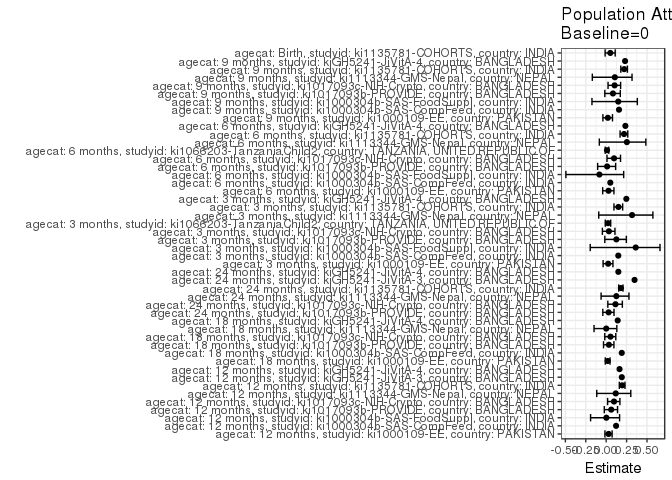 Population Att
Baseline=0
agecat: Birth, studyid: ki1135781-COHORTS, country: INDIA
agecat: 9 months, studyid: kiGH5241-JiVitA-4, country: BANGLADESH
agecat: 9 months, studyid: ki1135781-COHORTS, country: INDIA
agecat: 9 months, studyid: ki1113344-GMS-Nepal, country: NEPAL
agecat: 9 months, studyid: ki1017093c-NIH-Crypto, country: BANGLADESH
agecat: 9 months, studyid: ki1017093b-PROVIDE, country: BANGLADESH
agecat: 9 months, studyid: ki1000304b-SAS-FoodSuppl, country: INDIA
agecat: 9 months, studyid: ki1000304b-SAS-CompFeed, country: INDIA
agecat: 9 months, studyid: ki1000109-EE, country: PAKISTAN
agecat: 6 months, studyid: kiGH5241-JiVitA-4, country: BANGLADESH
agecat: 6 months, studyid: ki1135781-COHORTS, country: INDIA
agecat: 6 months, studyid: ki1113344-GMS-Nepal, country: NEPAL
agecat: 6 months, studyid: ki1066203-TanzaniaChild2, country: TANZANIA, UNITED REPUBLIC OF
agecat: 6 months, studyid: ki1017093c-NIH-Crypto, country: BANGLADESH
agecat: 6 months, studyid: ki1017093b-PROVIDE, country: BANGLADESH
agecat: 6 months, studyid: ki1000304b-SAS-FoodSuppl, country: INDIA
agecat: 6 months, studyid: ki1000304b-SAS-CompFeed, country: INDIA
agecat: 6 months, studyid: ki1000109-EE, country: PAKISTAN
agecat: 3 months, studyid: kiGH5241-JiVitA-4, country: BANGLADESH
agecat: 3 months, studyid: ki1135781-COHORTS, country: INDIA
agecat: 3 months, studyid: ki1113344-GMS-Nepal, country: NEPAL
agecat: 3 months, studyid: ki1066203-TanzaniaChild2, country: TANZANIA, UNITED REPUBLIC OF
agecat: 3 months, studyid: ki1017093c-NIH-Crypto, country: BANGLADESH
agecat: 3 months, studyid: ki1017093b-PROVIDE, country: BANGLADESH
agecat: 3 months, studyid: ki1000304b-SAS-FoodSuppl, country: INDIA
agecat: 3 months, studyid: ki1000304b-SAS-CompFeed, country: INDIA
agecat: 3 months, studyid: ki1000109-EE, country: PAKISTAN
agecat: 24 months, studyid: kiGH5241-JiVitA-4, country: BANGLADESH
agecat: 24 months, studyid: kiGH5241-JiVitA-3, country: BANGLADESH
agecat: 24 months, studyid: ki1135781-COHORTS, country: INDIA
agecat: 24 months, studyid: ki1113344-GMS-Nepal, country: NEPAL
agecat: 24 months, studyid: ki1017093c-NIH-Crypto, country: BANGLADESH
agecat: 24 months, studyid: ki1017093b-PROVIDE, country: BANGLADESH
agecat: 18 months, studyid: kiGH5241-JiVitA-4, country: BANGLADESH
agecat: 18 months, studyid: ki1113344-GMS-Nepal, country: NEPAL
agecat: 18 months, studyid: ki1017093c-NIH-Crypto, country: BANGLADESH
agecat: 18 months, studyid: ki1017093b-PROVIDE, country: BANGLADESH
agecat: 18 months, studyid: ki1000304b-SAS-CompFeed, country: INDIA
agecat: 18 months, studyid: ki1000109-EE, country: PAKISTAN
agecat: 12 months, studyid: kiGH5241-JiVitA-4, country: BANGLADESH
agecat: 12 months, studyid: kiGH5241-JiVitA-3, country: BANGLADESH
agecat: 12 months, studyid: ki1135781-COHORTS, country: INDIA
agecat: 12 months, studyid: ki1113344-GMS-Nepal, country: NEPAL
agecat: 12 months, studyid: ki1017093c-NIH-Crypto, country: BANGLADESH
agecat: 12 months, studyid: ki1017093b-PROVIDE, country: BANGLADESH
agecat: 12 months, studyid: ki1000304b-SAS-FoodSuppl, country: INDIA
agecat: 12 months, studyid: ki1000304b-SAS-CompFeed, country: INDIA
agecat: 12 months, studyid: ki1000109-EE, country: PAKISTAN
-0.50 -0.25 0.00 0.25 0.50
Estimate